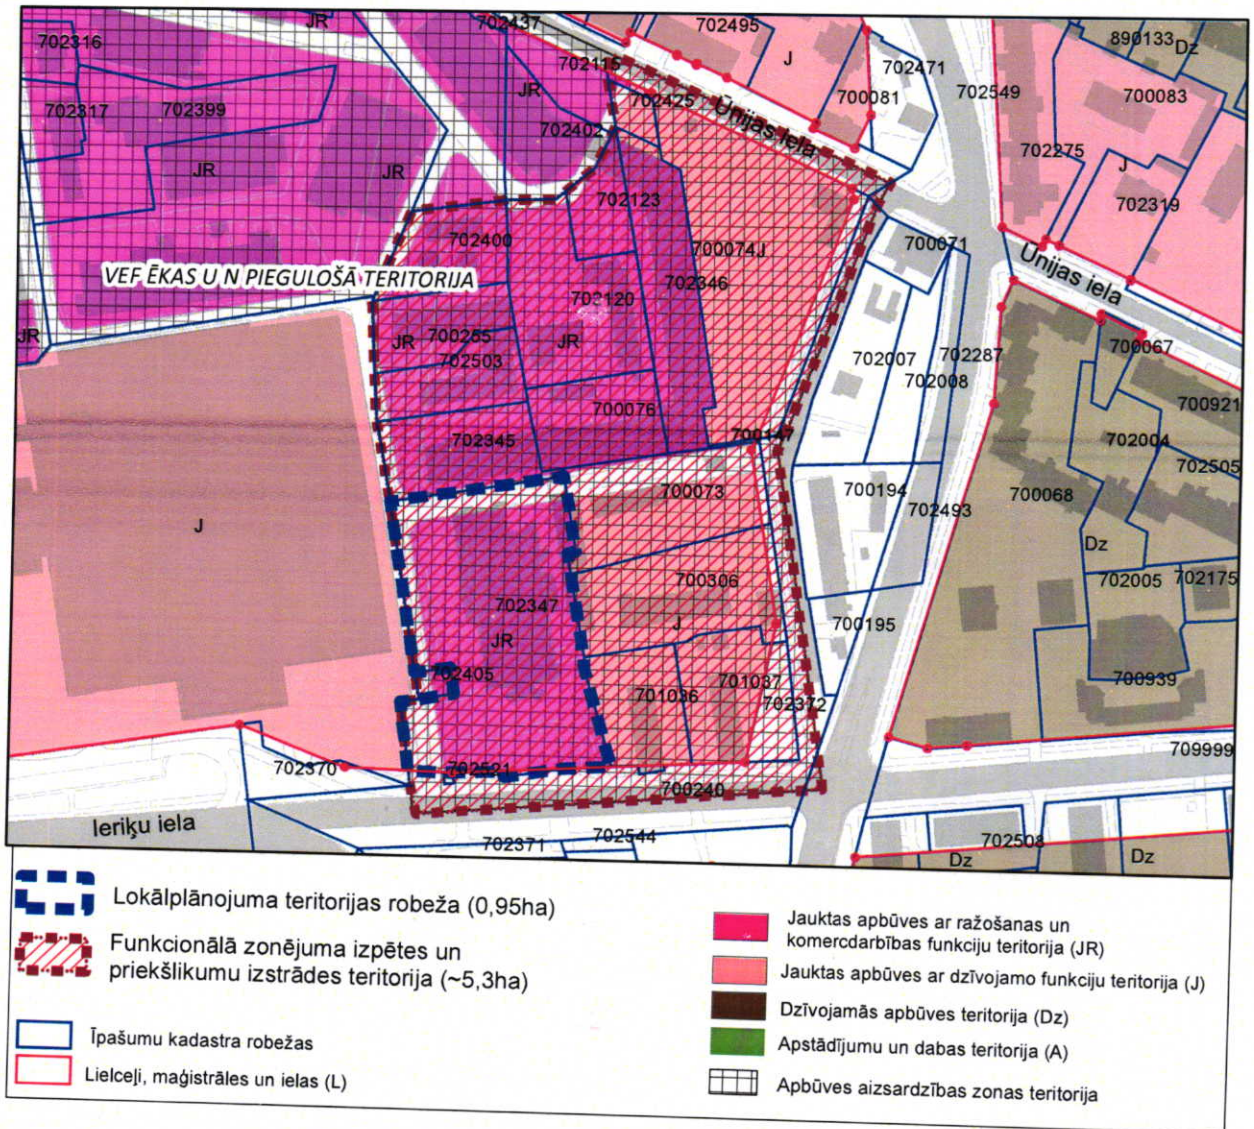 702437
702495
JR
702316
890133
Dz
702115
J
702471
702549
700083
JR
702425
700081
702317
702399
Ūnijas iela
702402
702275
J
JR
JR
702123
702319
702400
700074
J
700071
Ūnijas iela
VEF ĒKAS U N PIEGULOŠĀ TERITORIJA
702346
702120
JR
700255
JR
JR
702503
702007
702287
700067
702008
700076
700921
702345
700147
702004
702505
700073
700194
700068
J
702493
Dz
700306
702005
702175
702347
JR
J
700195
702405
701036
701037
702372
700939
709999
702370
702521
700240
Ieriķu iela
702371
702544
702508
Dz
Dz
Lokālplānojuma teritorijas robeža (0,95ha)
Funkcionālā zonējuma izpētes un
priekšlikumu izstrādes teritorija (~5,3ha)
Īpašumu kadastra robežas
Lielceļi, maģistrāles un ielas (L)
Jauktas apbūves ar ražošanas un
komercdarbības funkciju teritorija (JR)
Jauktas apbūves ar dzīvojamo funkciju teritorija (J)
Dzīvojamās apbūves teritorija (Dz)
Apstādījumu un dabas teritorija (A)
Apbūves aizsardzības zonas teritorija